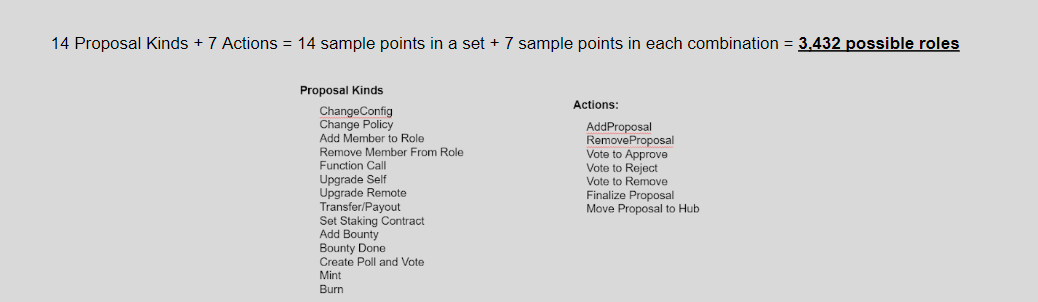 14 Proposal Kinds + 7 Actions = 14 sample points in a set + 7 sample points in each combination = 3,432 possible roles
Proposal Kinds
ChangeConfig
Change Policy
Add Member to Role
Remove Member From Role
Function Call
Upgrade Self
Upgrade Remote
Transfer/Payout
Set Staking Contract
Add Bounty
Bounty Done
Create Poll and Vote
Mint
Burn
Actions:
AddProposal
RemoveProposal
Vote to Approve
Vote to Reject
Vote to Remove
Finalize Proposal
Move Proposal to Hub